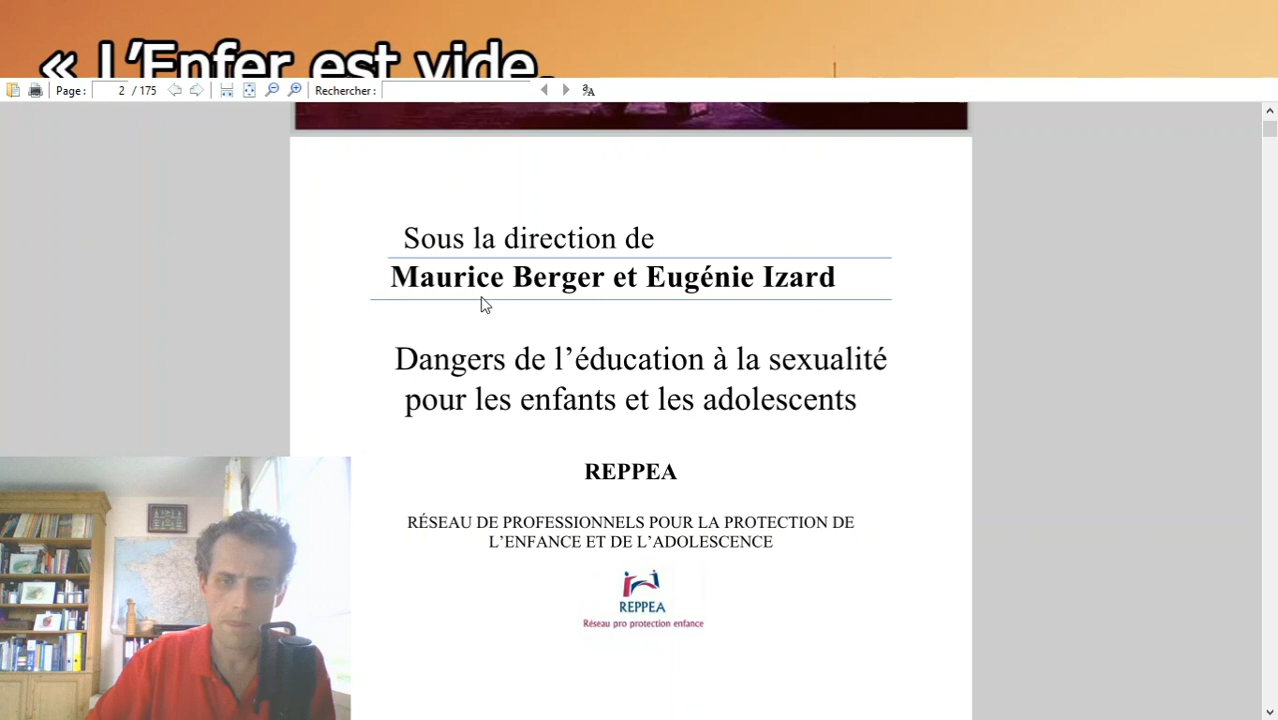 « L'Enfer est vide,
Page : 2 / 175 Rechercher :
Sous la direction de
Maurice Berger et Eugénie Izard
Dangers de l'éducation à la sexualité
pour les enfants et les adolescents
REPPEA
RÉSEAU DE PROFESSIONNELS POUR LA PROTECTION DE
L'ENFANCE ET DE L'ADOLESCENCE
REPPEA
Réseau pro protection enfance